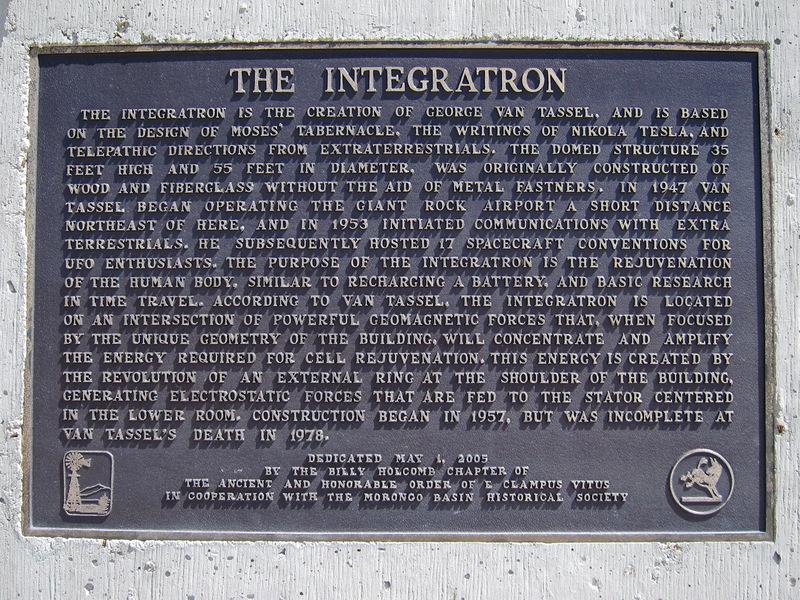 THE INTEGRATRON
THE INTEGRATRON IS THE CREATION OF GEORGE VAN TASSEL, AND IS BASED
ON THE DESIGN OF MOSES' TABERNACLE, THE WRITINGS OF NIKOLA TESLA, AND
TELEPATHIC DIRECTIONS FROM EXTRATERRESTRIALS. THE DOMED STRUCTURE 35
FEET HIGH AND 55 FEET IN DIAMETER, WAS ORIGINALLY CONSTRUCTED OF
WOOD AND FIBERGLASS WITHOUT THE AID OF METAL FASTNERS. IN 1947 VAN
TASSEL BEGAN OPERATING THE GIANT ROCK AIRPORT A SHORT DISTANCE
NORTHEAST OF HERE, AND IN 1953 INITIATED COMMUNICATIONS WITH EXTRA
TERRESTRIALS. HE SUBSEQUENTLY HOSTED 17 SPACECRAFT CONVENTIONS FOR
UFO ENTHUSIASTS. THE PURPOSE OF THE INTEGRATRON IS THE REJUVENATION
OF THE HUMAN BODY, SIMILAR TO RECHARGING A BATTERY, AND BASIC RESEARCH
IN TIME TRAVEL. ACCORDING TO VAN TASSEL, THE INTEGRATRON IS LOCATED
ON AN INTERSECTION OF POWERFUL GEOMAGNETIC FORCES THAT, WHEN FOCUSED
BY THE UNIQUE GEOMETRY OF THE BUILDING, WILL CONCENTRATE AND AMPLIFY
THE ENERGY REQUIRED FOR CELL REJUVENATION. THIS ENERGY IS CREATED BY
THE REVOLUTION OF AN EXTERNAL RING AT THE SHOULDER OF THE BUILDING,
GENERATING ELECTROSTATIC FORCES THAT ARE FED TO THE STATOR CENTERED
IN THE LOWER ROOM. CONSTRUCTION BEGAN IN 1957, BUT WAS INCOMPLETE AT
VAN TASSEL'S DEATH IN 1978.
DEDICATED MAY 1, 2005
BY THE BILLY HOLCOMB CHAPTER OF
THE ANCIENT AND HONORABLE ORDER OF E CLAMPUS VITUS
IN COOPERATION WITH THE MORONGO BASIN HISTORICAL SOCIETY